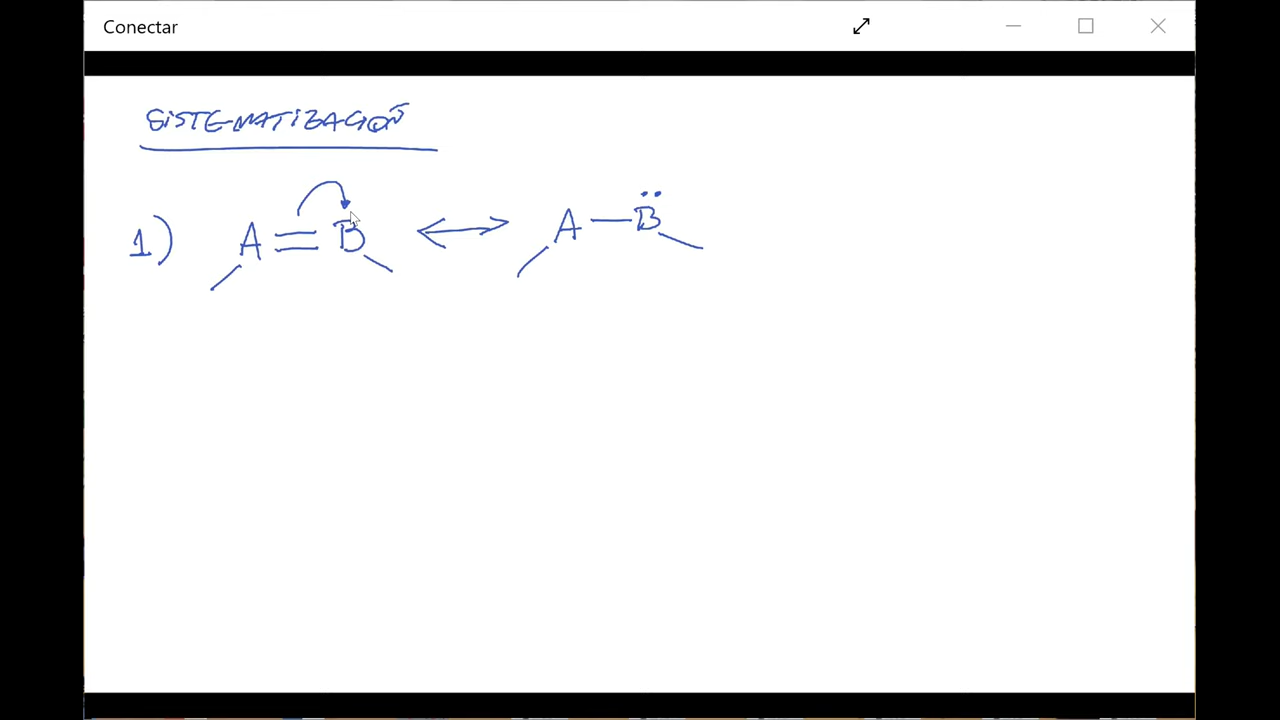 Conectar
SISTEMATIZACIÓN
1) A = B ⟷ A — B̈